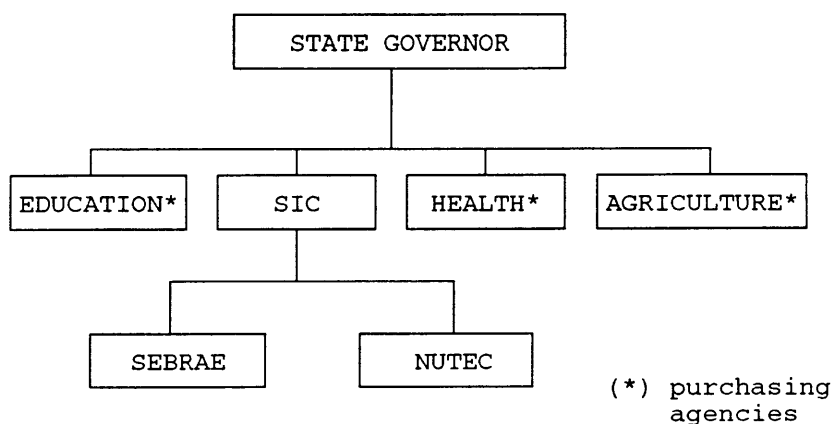 STATE GOVERNOR
EDUCATION*
SIC
HEALTH*
AGRICULTURE*
SEBRAE
NUTEC
(*) purchasing
agencies